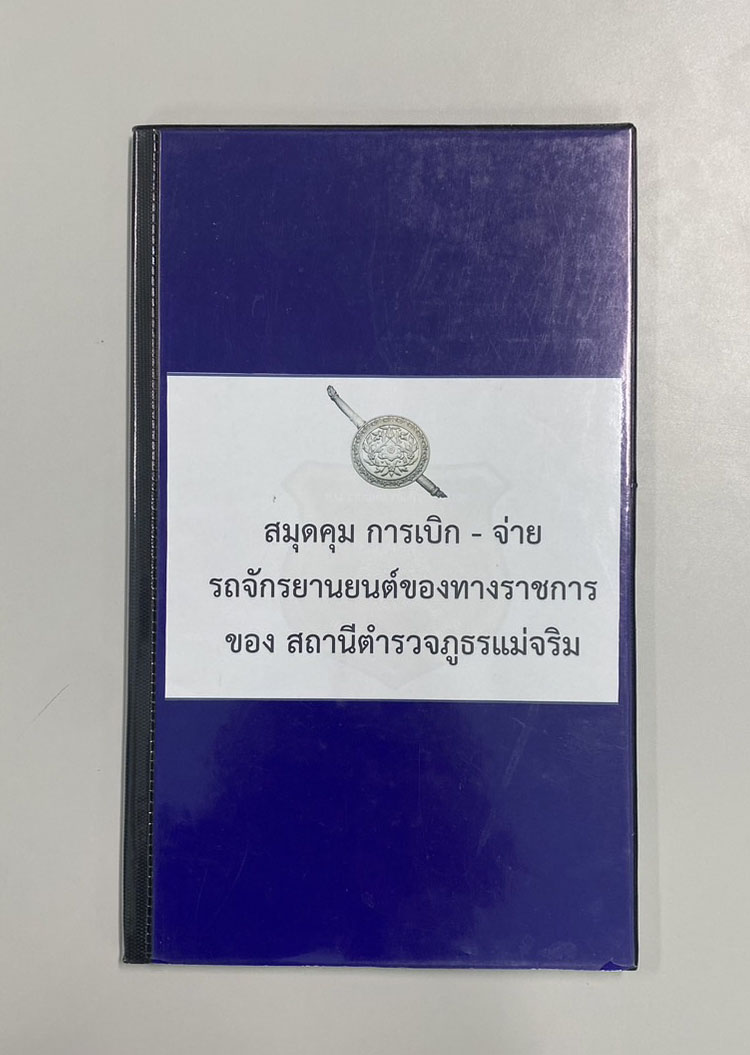 สมุดคุม การเบิก - จ่าย
รถจักรยานยนต์ของทางราชการ
ของ สถานีตำรวจภูธรแม่จริม